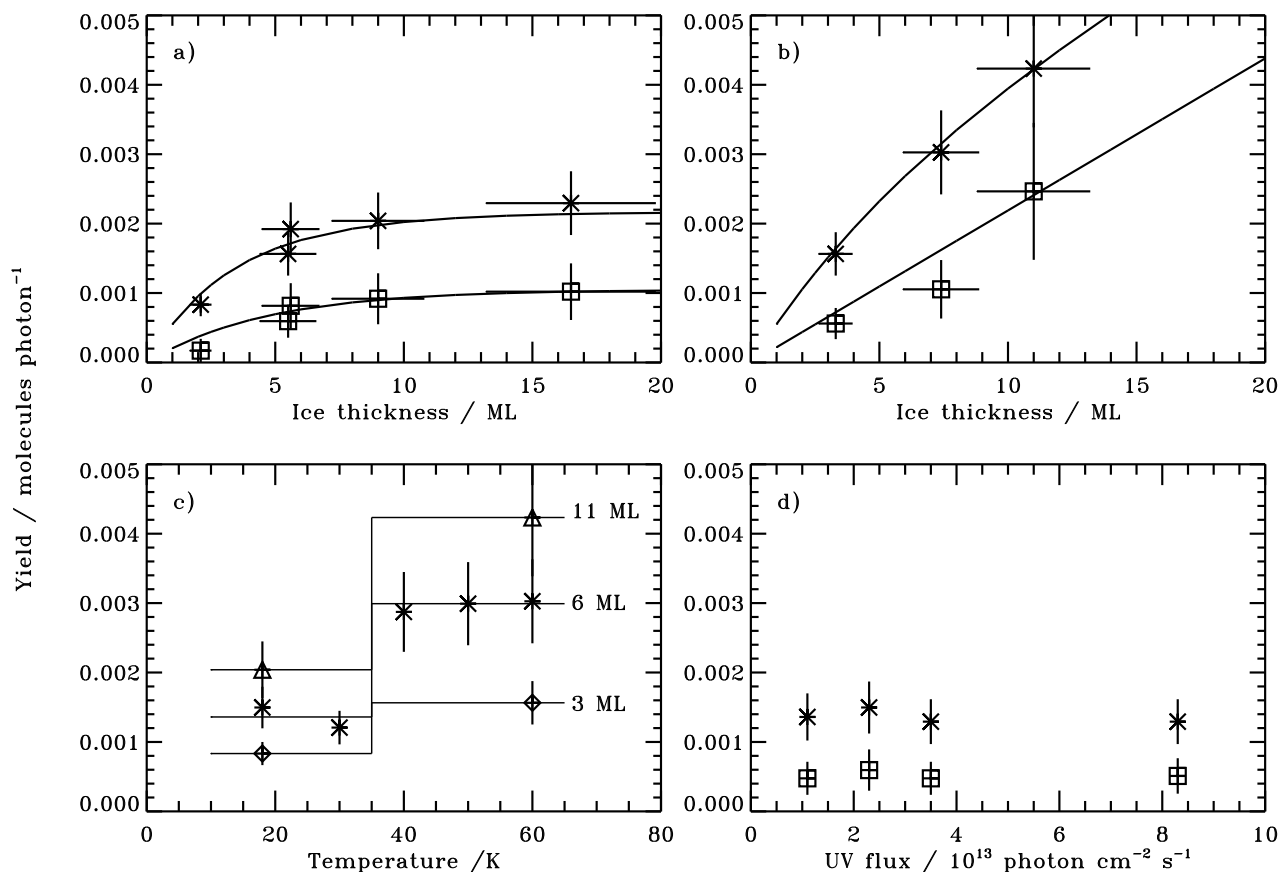 a)
0.005
0.004
0.003
0.002
0.001
0.000
0 5 10 15 20
Ice thickness / ML
b)
0.005
0.004
0.003
0.002
0.001
0.000
0 5 10 15 20
Ice thickness / ML
Yield / molecules photon⁻¹
c)
0.005
0.004
0.003
0.002
0.001
0.000
11 ML
6 ML
3 ML
0 20 40 60 80
Temperature /K
d)
0.005
0.004
0.003
0.002
0.001
0.000
0 2 4 6 8 10
UV flux / 10¹³ photon cm⁻² s⁻¹